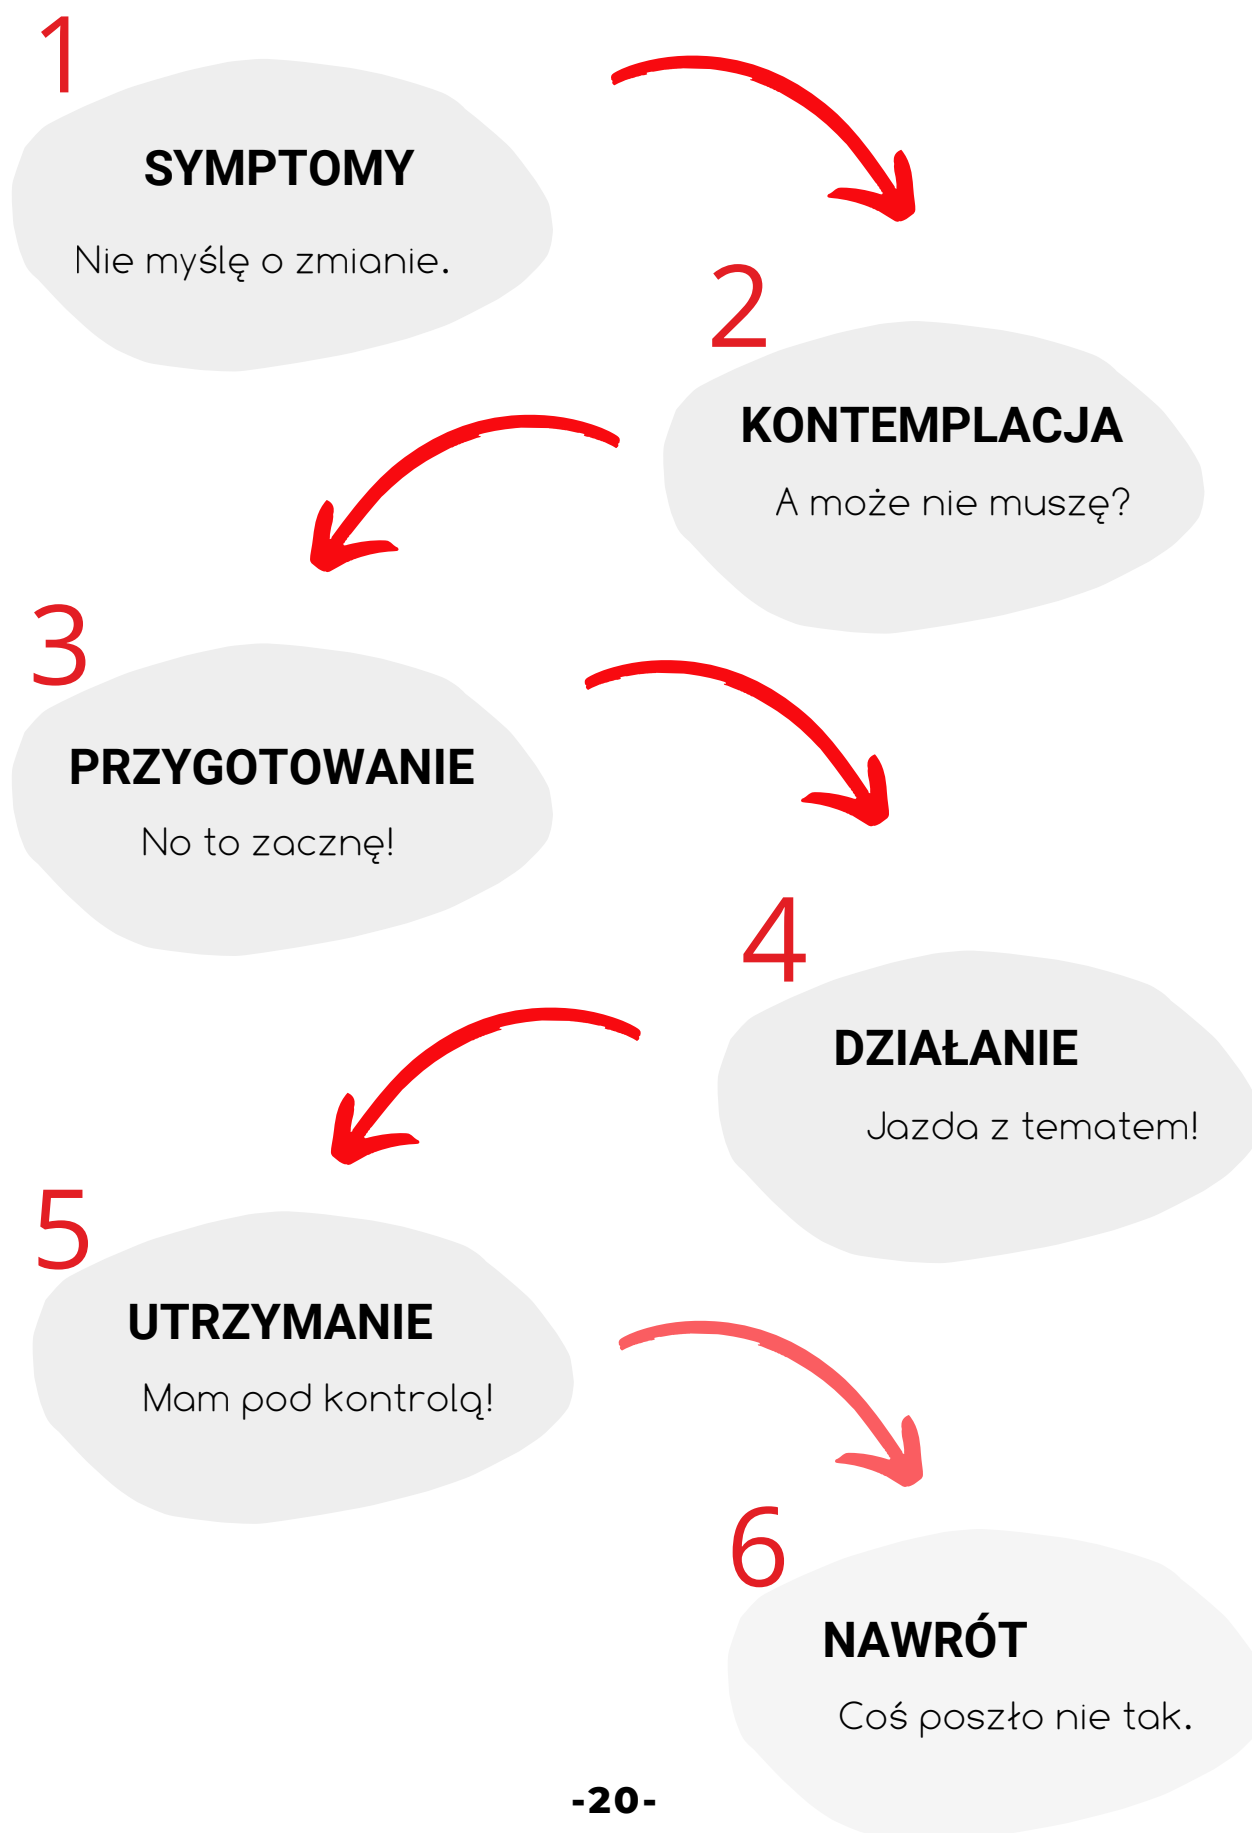 1
SYMPTOMY
Nie myślę o zmianie.
2
KONTEMPLACJA
A może nie muszę?
3
PRZYGOTOWANIE
No to zacznę!
4
DZIAŁANIE
Jazda z tematem!
5
UTRZYMANIE
Mam pod kontrolą!
6
NAWRÓT
Coś poszło nie tak.
-20-